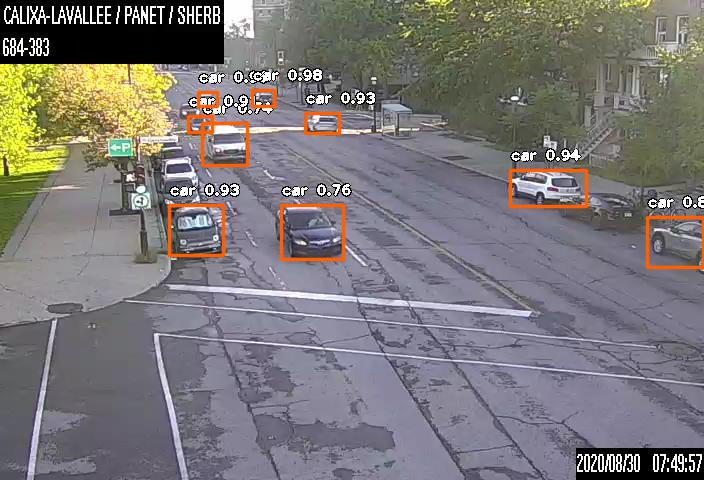 CALIXA-LAVALLEE / PANET / SHERB
684-383
car 0.98
car 0.93
car 0.94
car 0.93
car 0.76
P
2020/08/30 07:49:57